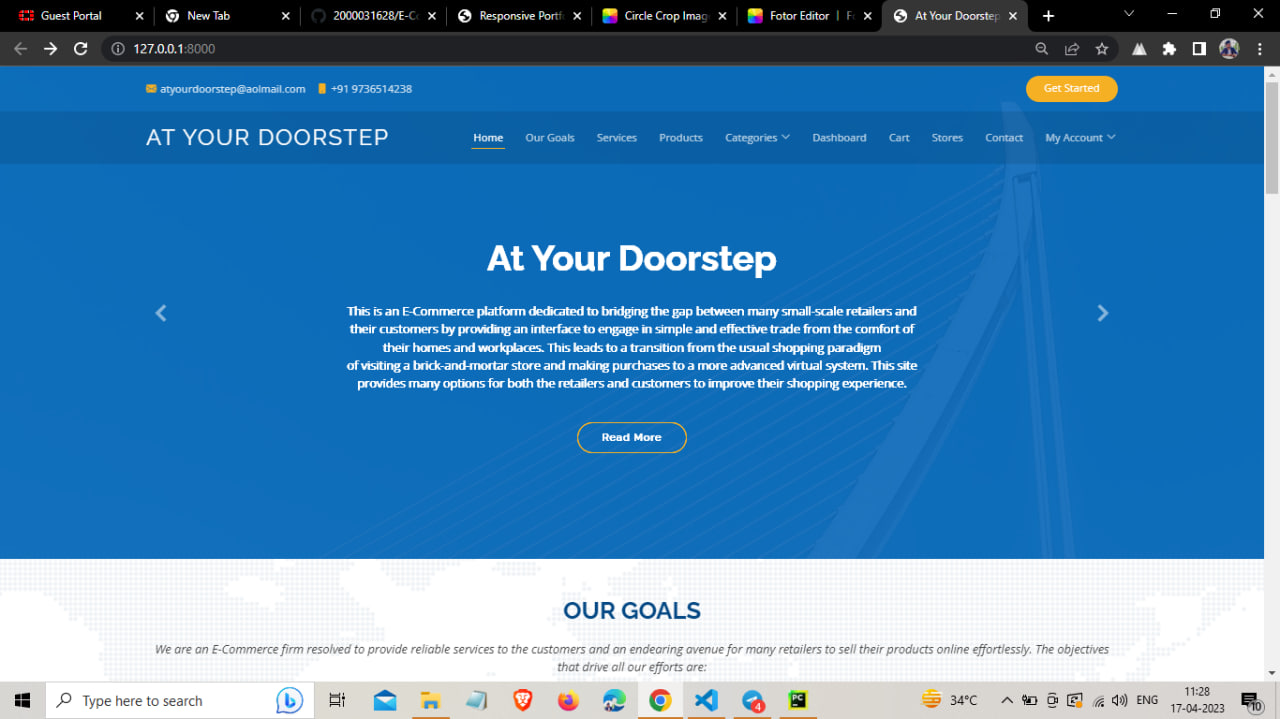 Guest Portal
New Tab
2000031628/E-Co
Responsive Portf
Circle Crop Imag
Fotor Editor | Fo
At Your Doorstep
127.0.0.1:8000
atyourdoorstep@aolmail.com +91 9736514238
Get Started
AT YOUR DOORSTEP
Home Our Goals Services Products Categories Dashboard Cart Stores Contact My Account
At Your Doorstep
This is an E-Commerce platform dedicated to bridging the gap between many small-scale retailers and
their customers by providing an interface to engage in simple and effective trade from the comfort of
their homes and workplaces. This leads to a transition from the usual shopping paradigm
of visiting a brick-and-mortar store and making purchases to a more advanced virtual system. This site
provides many options for both the retailers and customers to improve their shopping experience.
Read More
OUR GOALS
We are an E-Commerce firm resolved to provide reliable services to the customers and an endearing avenue for many retailers to sell their products online effortlessly. The objectives
that drive all our efforts are:
Type here to search
4
PC
34°C
ENG
11:28
17-04-2023
10